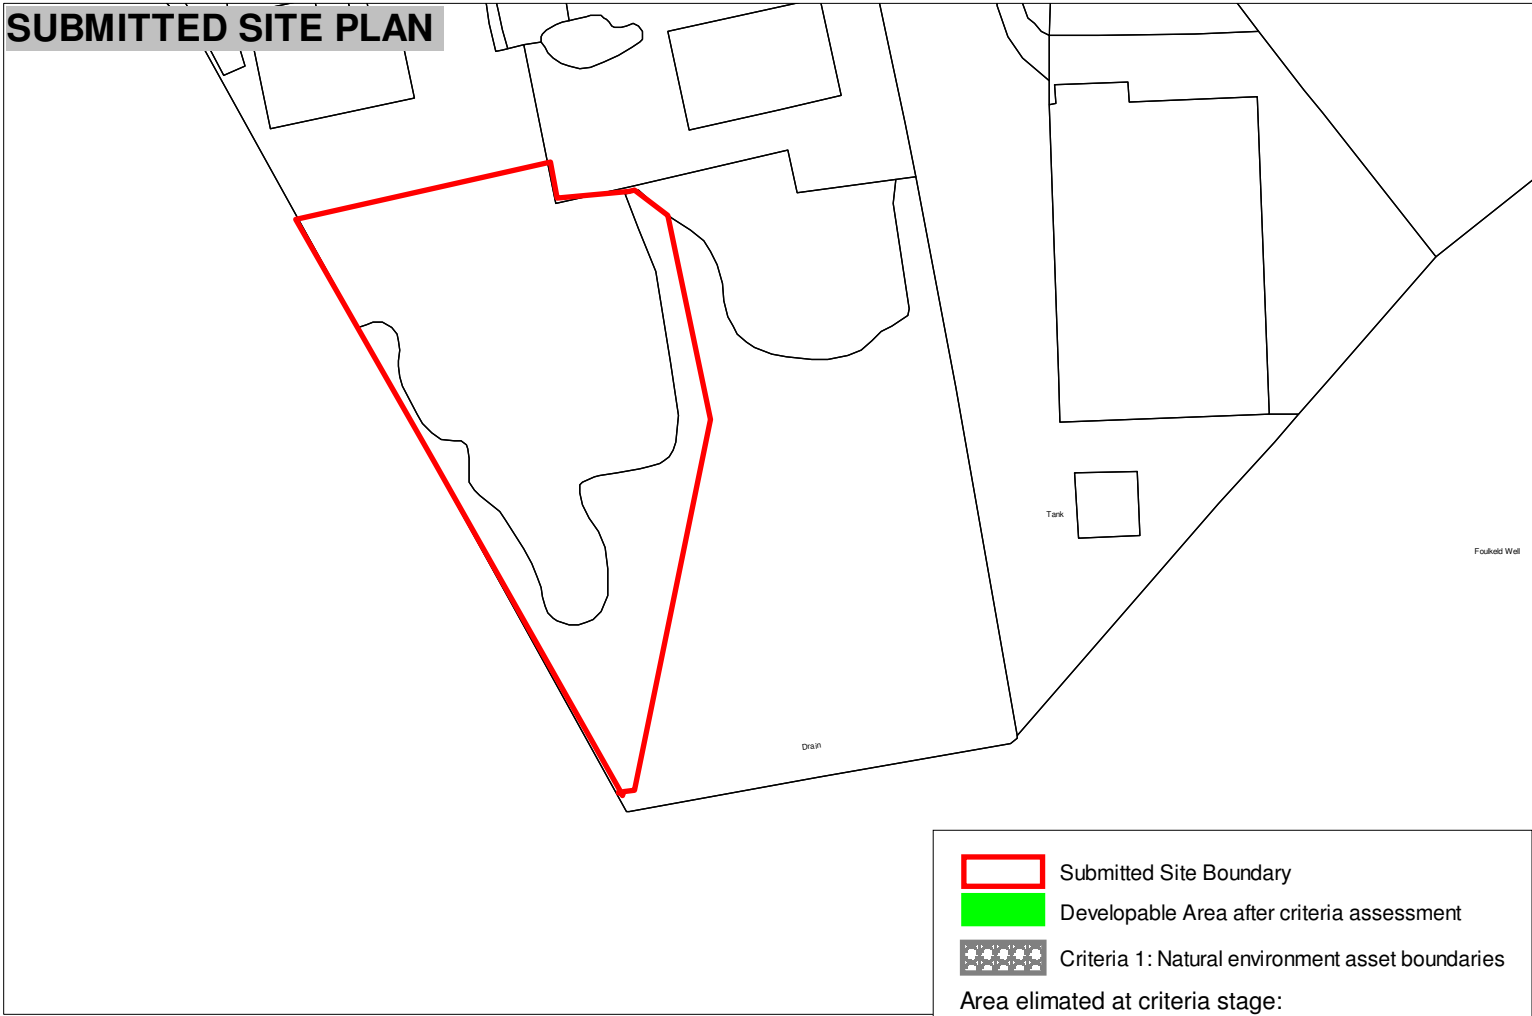 SUBMITTED SITE PLAN
Tank
Foulkeld Well
Drain
Submitted Site Boundary
Developable Area after criteria assessment
Criteria 1: Natural environment asset boundaries
Area elimated at criteria stage: